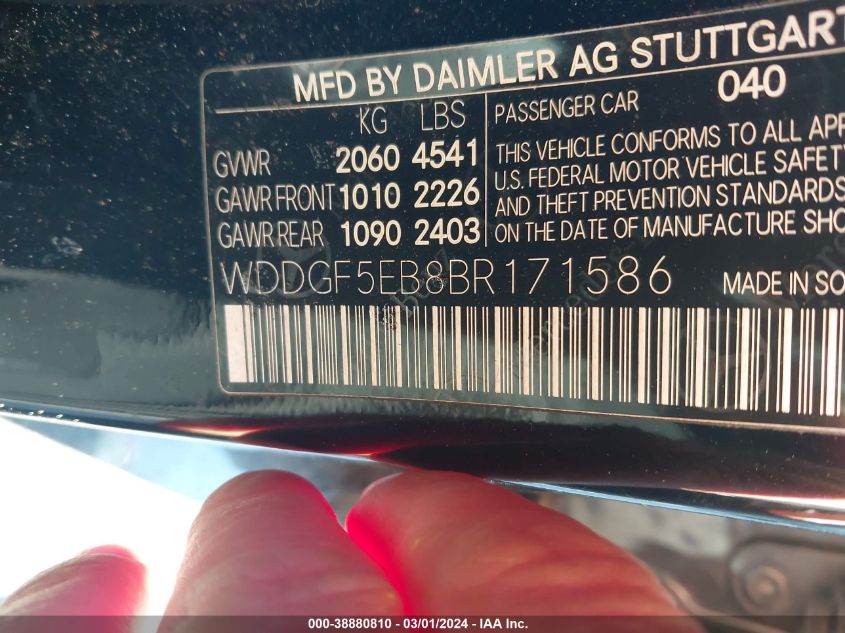 MFD BY DAIMLER AG STUTTGART
040
KG LBS
GVWR 2060 4541
GAWR FRONT 1010 2226
GAWR REAR 1090 2403
PASSENGER CAR
THIS VEHICLE CONFORMS TO ALL APP
U.S. FEDERAL MOTOR VEHICLE SAFETY
AND THEFT PREVENTION STANDARDS
ON THE DATE OF MANUFACTURE SHO
WDDGF5EB8BR171586 MADE IN SO
000-38880810 / 03/01/2024 - IAA Inc.